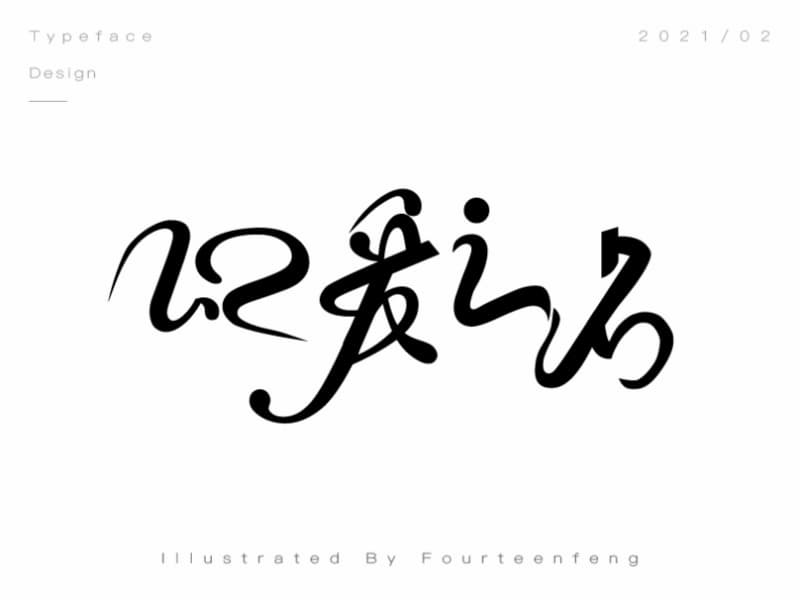 Typeface
2021/02
Design
以爱之名
Illustrated By Fourteenfeng